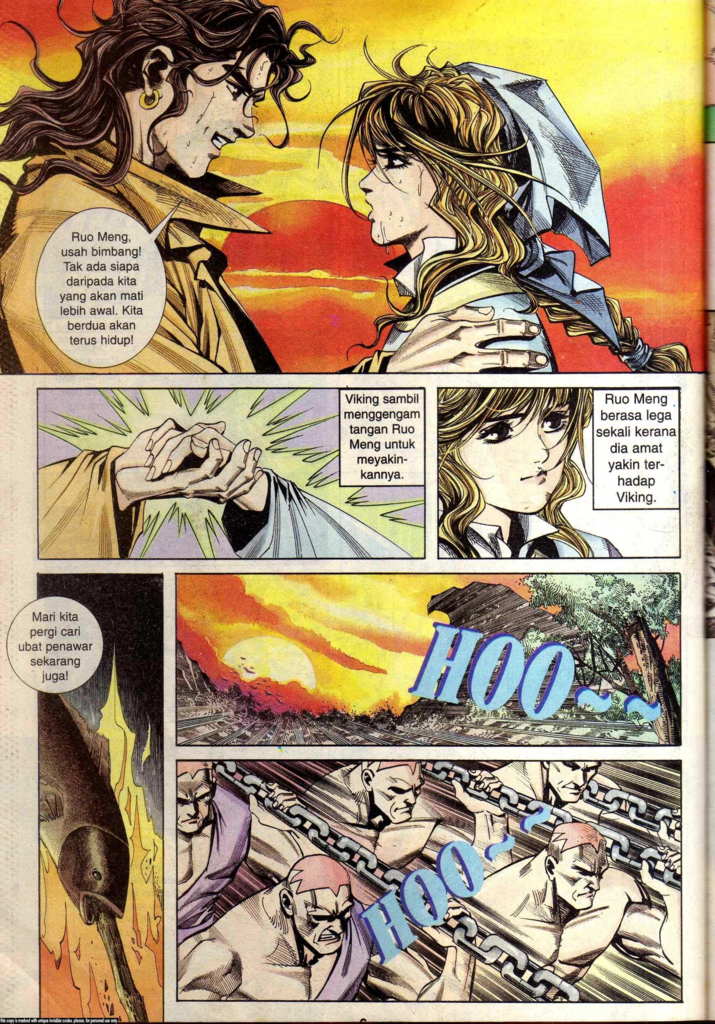 Ruo Meng,
usah bimbang!
Tak ada siapa
daripada kita
yang akan mati
lebih awal. Kita
berdua akan
terus hidup!
Viking sambil
menggengam
tangan Ruo
Meng untuk
meyakin-
kannya.
Ruo Meng
berasa lega
sekali kerana
dia amat
yakin ter-
hadap
Viking.
Mari kita
pergi cari
ubat penawar
sekarang
juga!
HOO~~
HOO~~